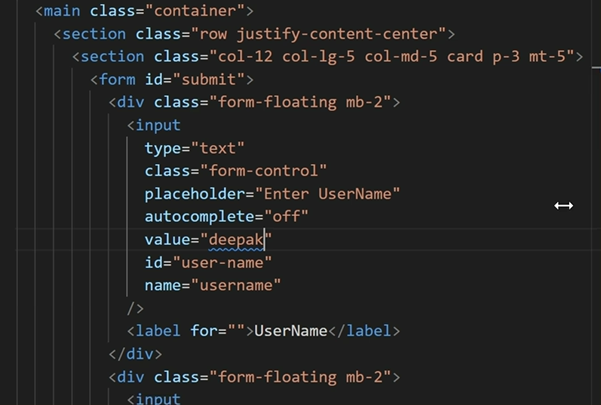 <main class="container">
<section class="row justify-content-center">
<section class="col-12 col-lg-5 col-md-5 card p-3 mt-5">
<form id="submit">
<div class="form-floating mb-2">
<input
type="text"
class="form-control"
placeholder="Enter UserName"
autocomplete="off"
value="deepak"
id="user-name"
name="username"
/>
<label for="">UserName</label>
</div>
<div class="form-floating mb-2">
<input